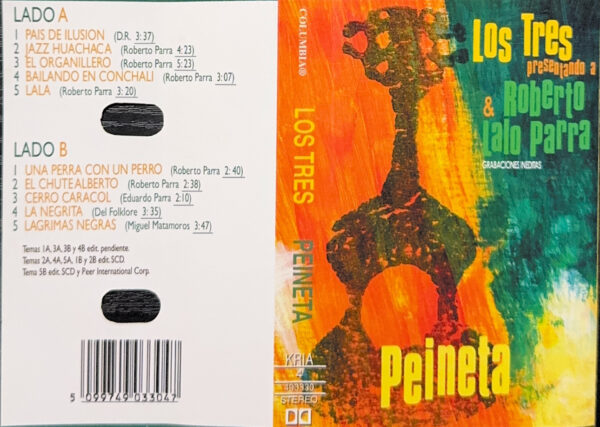 LADO A
1 PAIS DE ILUSION (D.R. 3:37)
2 JAZZ HUACHACA (Roberto Parra 4:23)
3 EL ORGANILLERO (Roberto Parra 5:23)
4 BAILANDO EN CONCHALI (Roberto Parra 3:07)
5 LALA (Roberto Parra 3:20)
LADO B
1 UNA PERRA CON UN PERRO (Roberto Parra 2:40)
2 EL CHUTEALBERTO (Roberto Parra 2:38)
3 CERRO CARACOL (Eduardo Parra 2:10)
4 LA NEGRITA (Del Folklore 3:35)
5 LAGRIMAS NEGRAS (Miguel Matamoros 3:47)
Temas 1A, 3A, 3B y 4B edit. pendiente.
Temas 2A, 4A, 5A, 1B y 2B edit. SCD.
Tema 5B edit. SCD y Peer International Corp.
5 099749 033047
COLUMBIA®
LOS TRES PEINETA
KRIA
4
STEREO
Los Tres
presentando a
& Roberto
Lalo Parra
GRABACIONES INEDITAS
Peineta